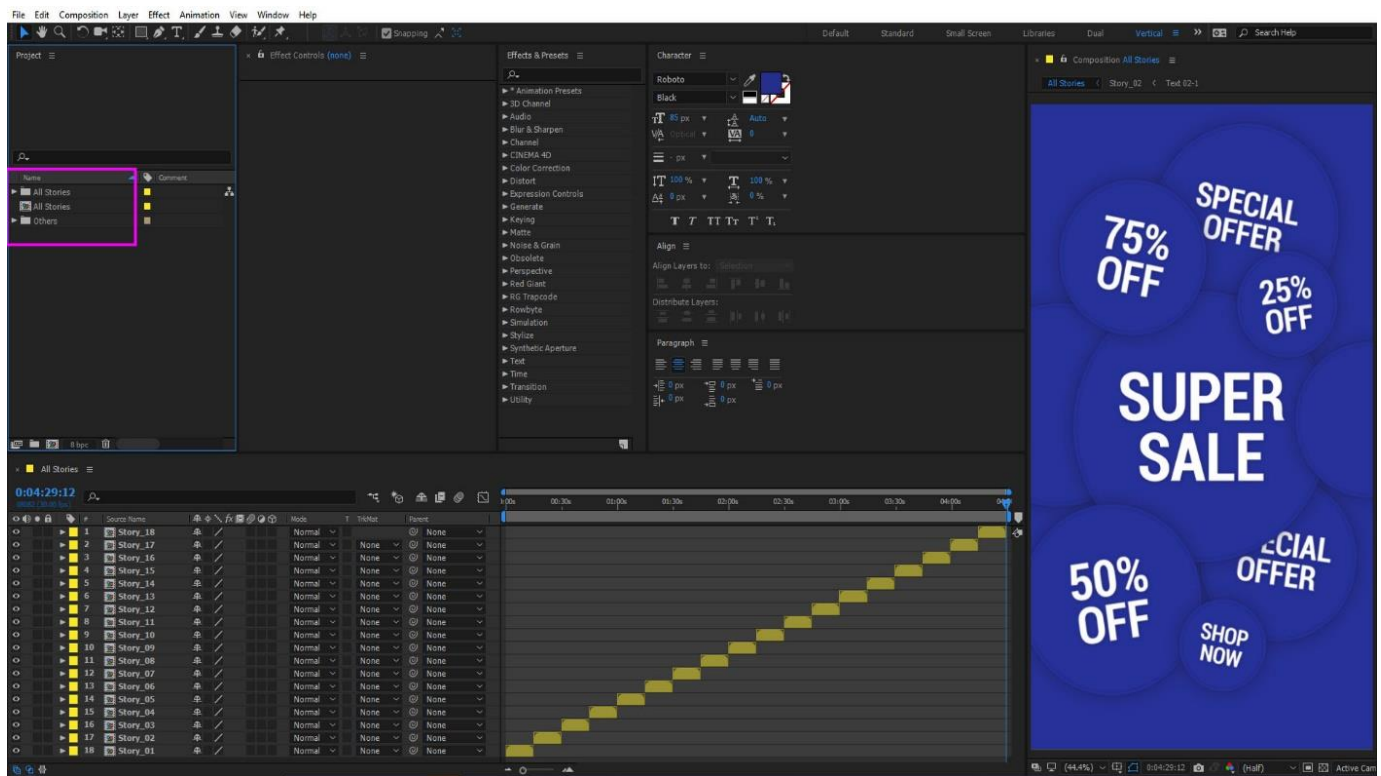 File Edit Composition Layer Effect Animation View Window Help
Snapping Default Standard Small Screen Libraries Dual Vertical Search Help
Project
Name Comment
All Stories
All Stories
Others
8 bpc
Effect Controls (none)
Effects & Presets
* Animation Presets
3D Channel
Audio
Blur & Sharpen
Channel
CINEMA 4D
Color Correction
Distort
Expression Controls
Generate
Keying
Matte
Noise & Grain
Obsolete
Perspective
Red Giant
RG Trapcode
Rowbyte
Simulation
Stylize
Synthetic Aperture
Text
Time
Transition
Utility
Character
Roboto
Black
85 px Auto
Optical 0
- px
100 % 100 %
0 px 0 %
Align
Align Layers to: Selection
Distribute Layers:
Paragraph
0 px 0 px 0 px
0 px 0 px
Composition All Stories
All Stories Story_02 Text 02-1
SPECIAL
OFFER
75%
OFF
25%
OFF
SUPER
SALE
ECIAL
OFFER
50%
OFF
SHOP
NOW
(44.4%) 0:04:29:12 (Half) Active Cam
All Stories
0:04:29:12
00:30s 01:00s 01:30s 02:00s 02:30s 03:00s 03:30s 04:00s
# Source Name Mode T TrkMat Parent
1 Story_18 Normal None
2 Story_17 Normal None None
3 Story_16 Normal None None
4 Story_15 Normal None None
5 Story_14 Normal None None
6 Story_13 Normal None None
7 Story_12 Normal None None
8 Story_11 Normal None None
9 Story_10 Normal None None
10 Story_09 Normal None None
11 Story_08 Normal None None
12 Story_07 Normal None None
13 Story_06 Normal None None
14 Story_05 Normal None None
15 Story_04 Normal None None
16 Story_03 Normal None None
17 Story_02 Normal None None
18 Story_01 Normal None None